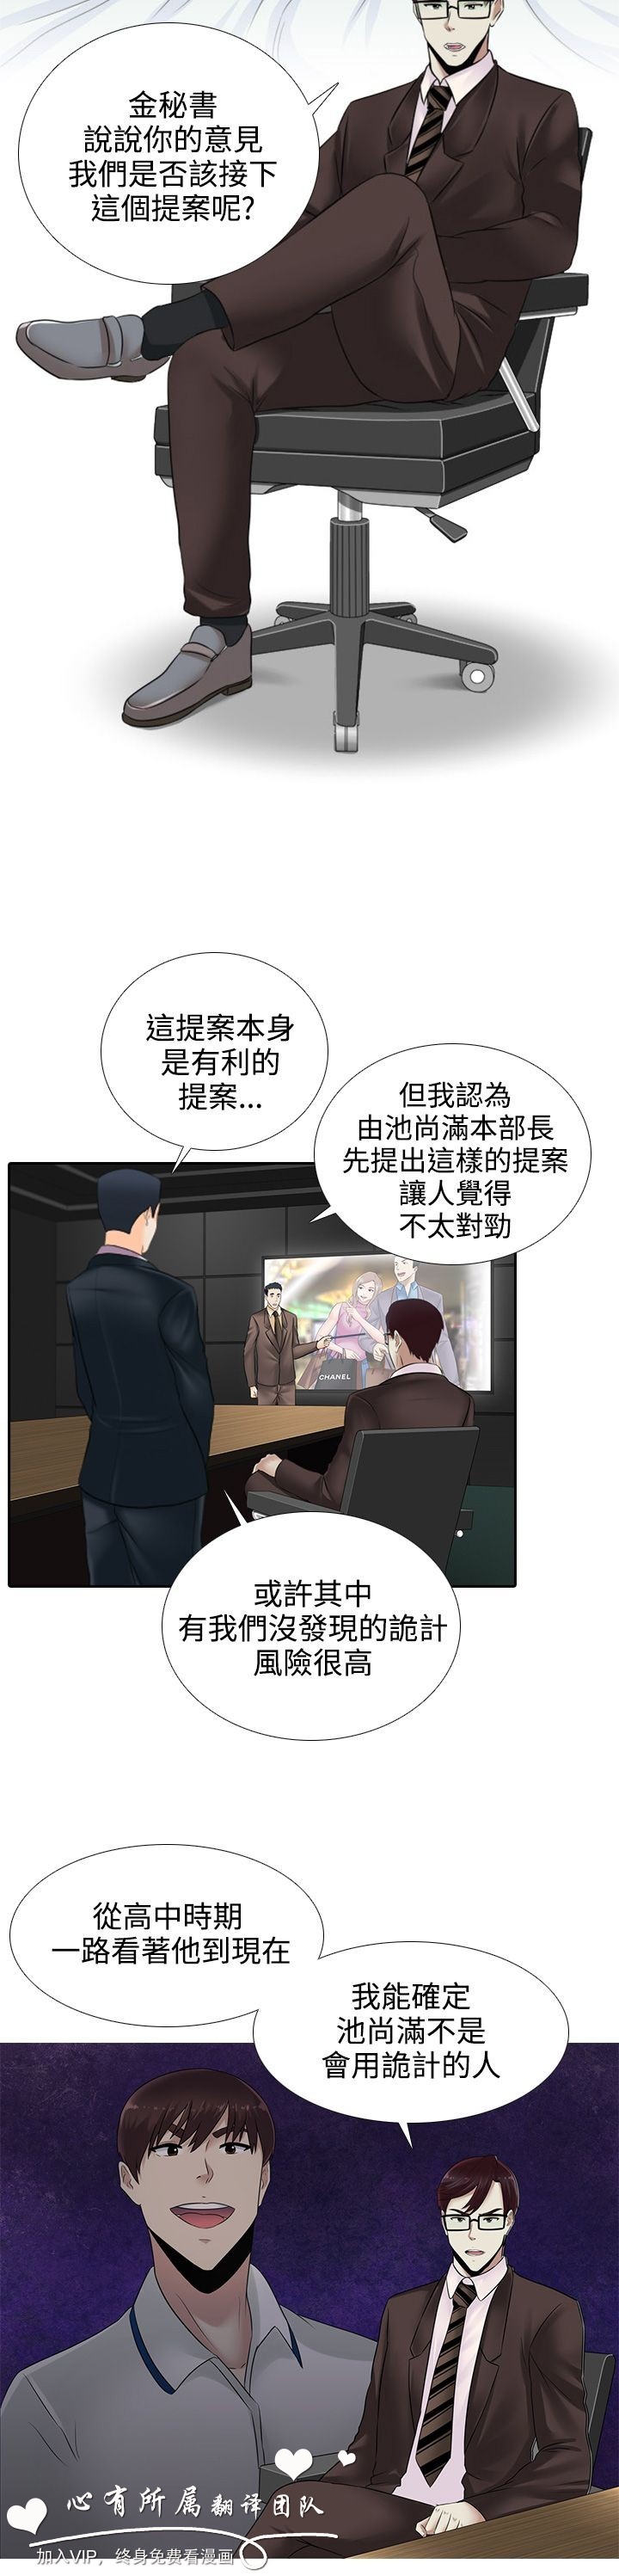 金秘書
說說你的意見
我們是否該接下
這個提案呢?
這提案本身
是有利的
提案...
但我認為
由池尚滿本部長
先提出這樣的提案
讓人覺得
不太對勁
CHANEL
或許其中
有我們沒發現的詭計
風險很高
從高中時期
一路看著他到現在
我能確定
池尚滿不是
會用詭計的人
心有所属翻译团队
加入VIP，终身免费看漫画